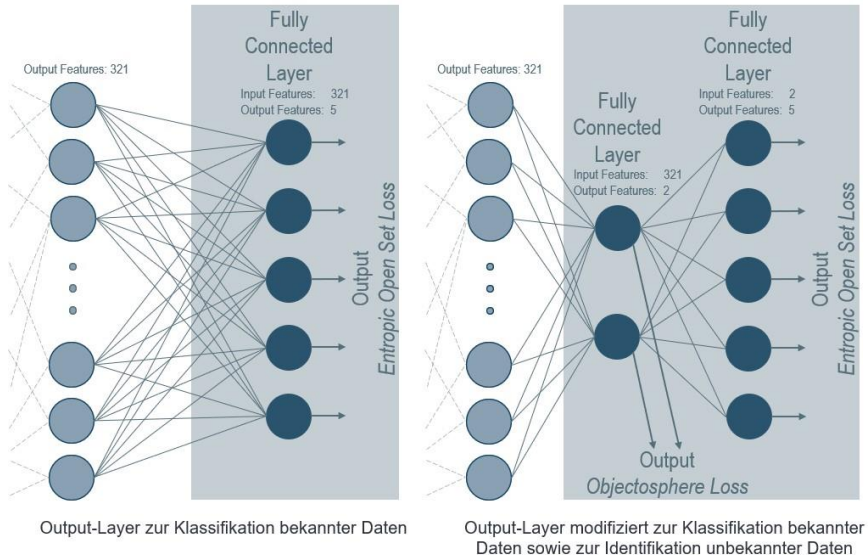 Output Features: 321
Fully
Connected
Layer
Input Features: 321
Output Features: 5
Output
Entropic Open Set Loss
Output-Layer zur Klassifikation bekannter Daten
Output Features: 321
Fully
Connected
Layer
Input Features: 321
Output Features: 2
Fully
Connected
Layer
Input Features: 2
Output Features: 5
Output
Entropic Open Set Loss
Output
Objectosphere Loss
Output-Layer modifiziert zur Klassifikation bekannter
Daten sowie zur Identifikation unbekannter Daten